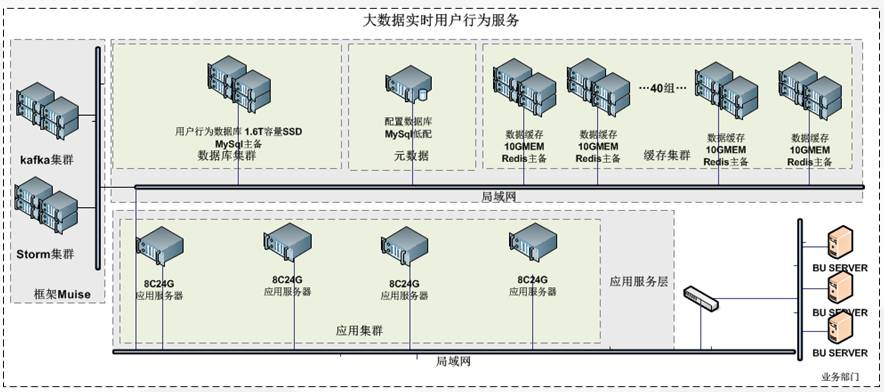 大数据实时用户行为服务
kafka集群
Storm集群
框架Muise
用户行为数据库 1.6T容量SSD
MySql主备
数据库集群
配置数据库
MySql低配
元数据
数据缓存
10GMEM
Redis主备
数据缓存
10GMEM
Redis主备
…40组…
缓存集群
数据缓存
10GMEM
Redis主备
数据缓存
10GMEM
Redis主备
局域网
8C24G
应用服务器
8C24G
应用服务器
8C24G
应用服务器
8C24G
应用服务器
应用集群
应用服务层
局域网
BU SERVER
BU SERVER
BU SERVER
业务部门